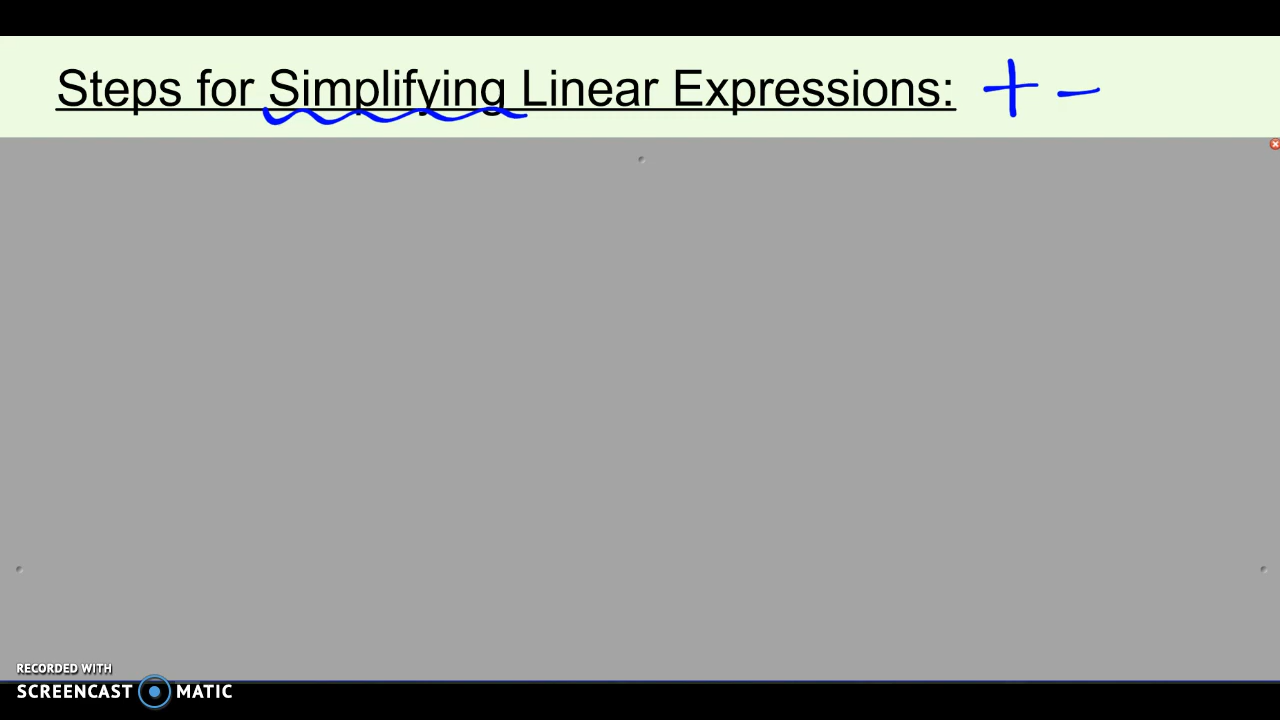 Steps for Simplifying Linear Expressions: + -
RECORDED WITH
SCREENCAST MATIC